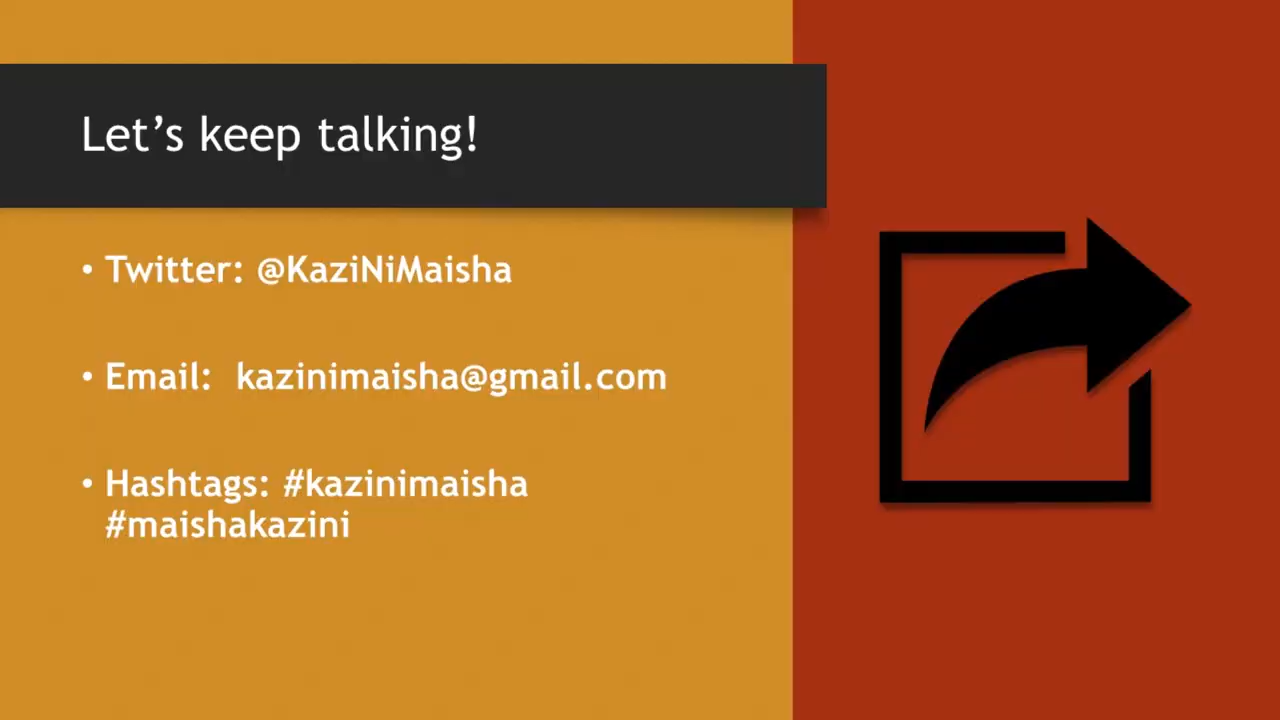 Let’s keep talking!
• Twitter: @KaziNiMaisha
• Email: kazinimaisha@gmail.com
• Hashtags: #kazinimaisha
#maishakazini